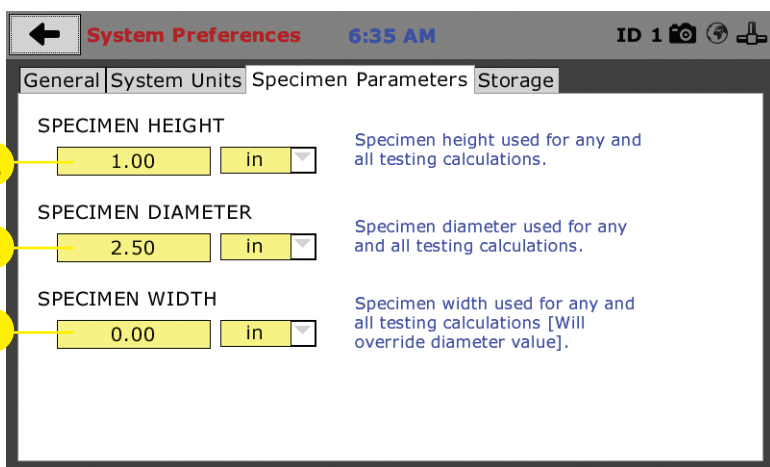 System Preferences 6:35 AM ID 1
General System Units Specimen Parameters Storage
SPECIMEN HEIGHT
1.00 in
Specimen height used for any and
all testing calculations.
SPECIMEN DIAMETER
2.50 in
Specimen diameter used for any
and all testing calculations.
SPECIMEN WIDTH
0.00 in
Specimen width used for any and
all testing calculations [Will
override diameter value].